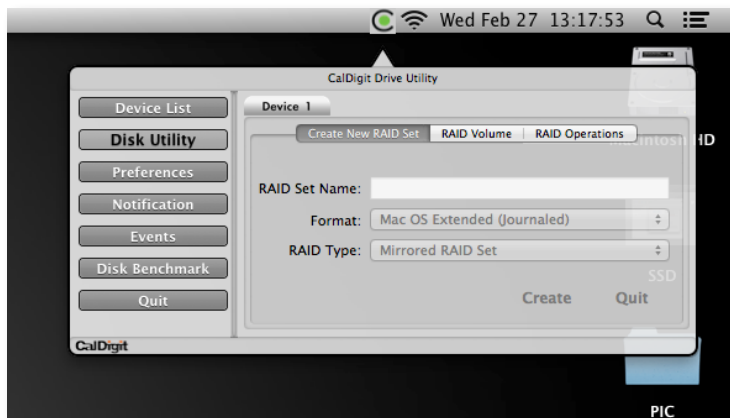 Wed Feb 27 13:17:53
CalDigit Drive Utility
Device List
Disk Utility
Preferences
Notification
Events
Disk Benchmark
Quit
CalDigit
Device 1
Create New RAID Set
RAID Volume
RAID Operations
RAID Set Name:
Format: Mac OS Extended (Journaled)
RAID Type: Mirrored RAID Set
Create
Quit
Macintosh HD
SSD
PIC